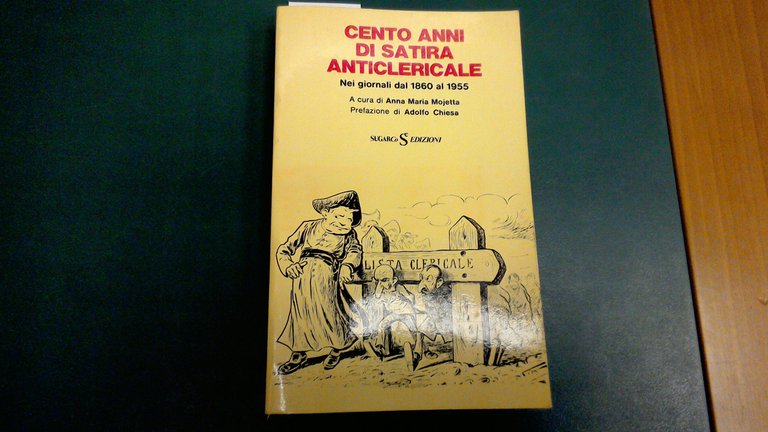 CENTO ANNI
DI SATIRA
ANTICLERICALE
Nei giornali dal 1860 al 1955
A cura di Anna Maria Mojetta
Prefazione di Adolfo Chiesa
SUGARCo EDIZIONI
LISTA CLERICALE